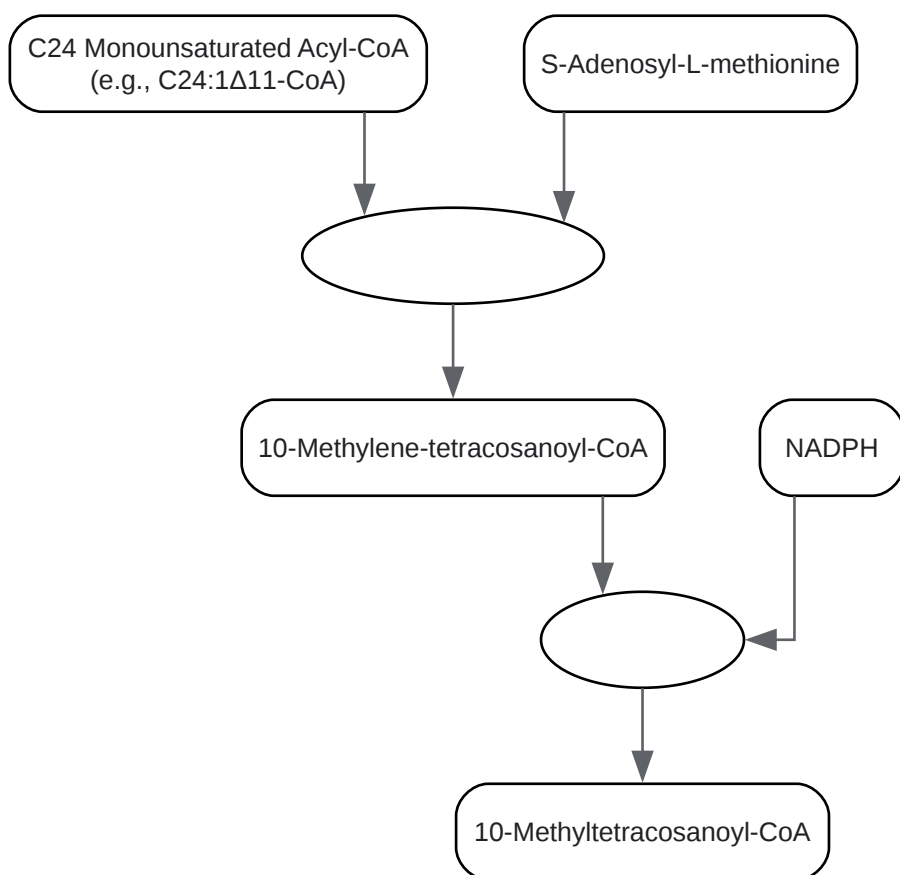 C24 Monounsaturated Acyl-CoA
(e.g., C24:1Δ11-CoA)
S-Adenosyl-L-methionine
10-Methylene-tetracosanoyl-CoA
NADPH
10-Methyltetracosanoyl-CoA